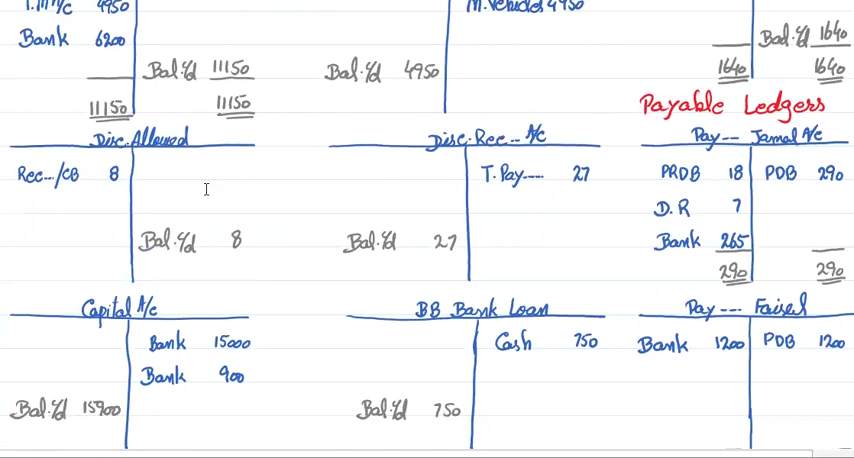 T.M/c 4950
M.Vehicles 4950
Bank 6200
Bal.c/d 1640
Bal.c/d 11150
Bal.c/d 4950
1640 1640
11150 11150
Payable Ledgers
Disc.Allowed
Disc.Rec-- A/c
Pay--- Jamal A/c
Rec--/CB 8
T.Pay---- 27
PRDB 18 PDB 290
D.R 7
Bal.c/d 8
Bal.c/d 27
Bank 265
290 290
Capital A/c
BB Bank Loan
Pay--- Faisal
Bank 15000
Cash 750
Bank 1200 PDB 1200
Bank 900
Bal.c/d 15900
Bal.c/d 750